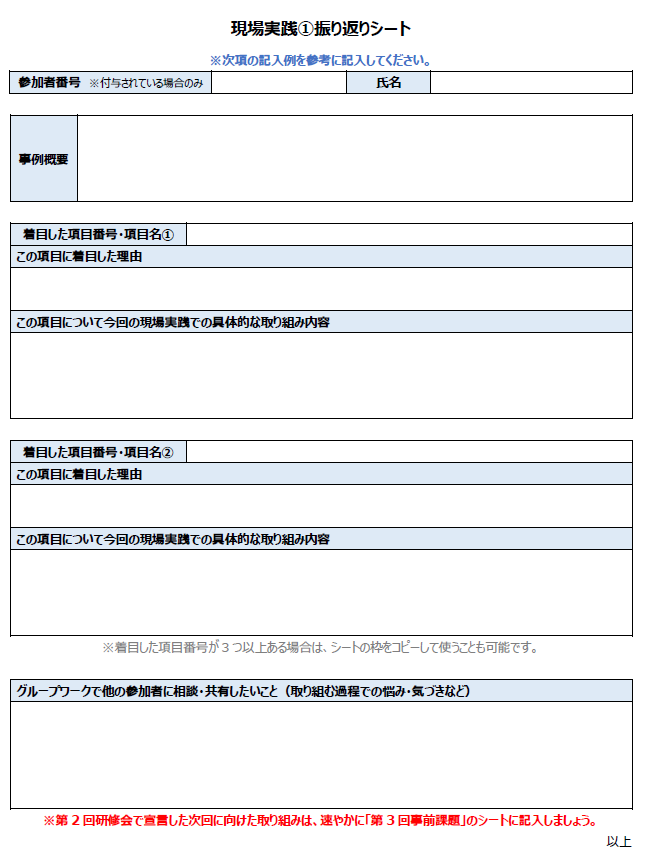 現場実践①振り返りシート
※次項の記入例を参考に記入してください。
参加者番号 ※付与されている場合のみ 氏名
事例概要
着目した項目番号・項目名①
この項目に着目した理由
この項目について今回の現場実践での具体的な取り組み内容
着目した項目番号・項目名②
この項目に着目した理由
この項目について今回の現場実践での具体的な取り組み内容
※着目した項目番号が３つ以上ある場合は、シートの枠をコピーして使うことも可能です。
グループワークで他の参加者に相談・共有したいこと（取り組む過程での悩み・気づきなど）
※第２回研修会で宣言した次回に向けた取り組みは、速やかに「第３回事前課題」のシートに記入しましょう。
以上